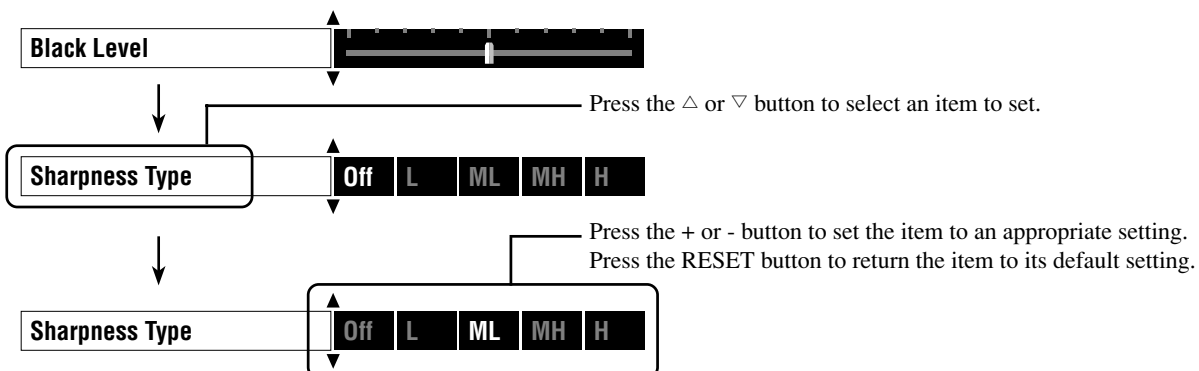 Black Level
Press the △ or ▽ button to select an item to set.
Sharpness Type Off L ML MH H
Press the + or - button to set the item to an appropriate setting.
Press the RESET button to return the item to its default setting.
Sharpness Type Off L ML MH H